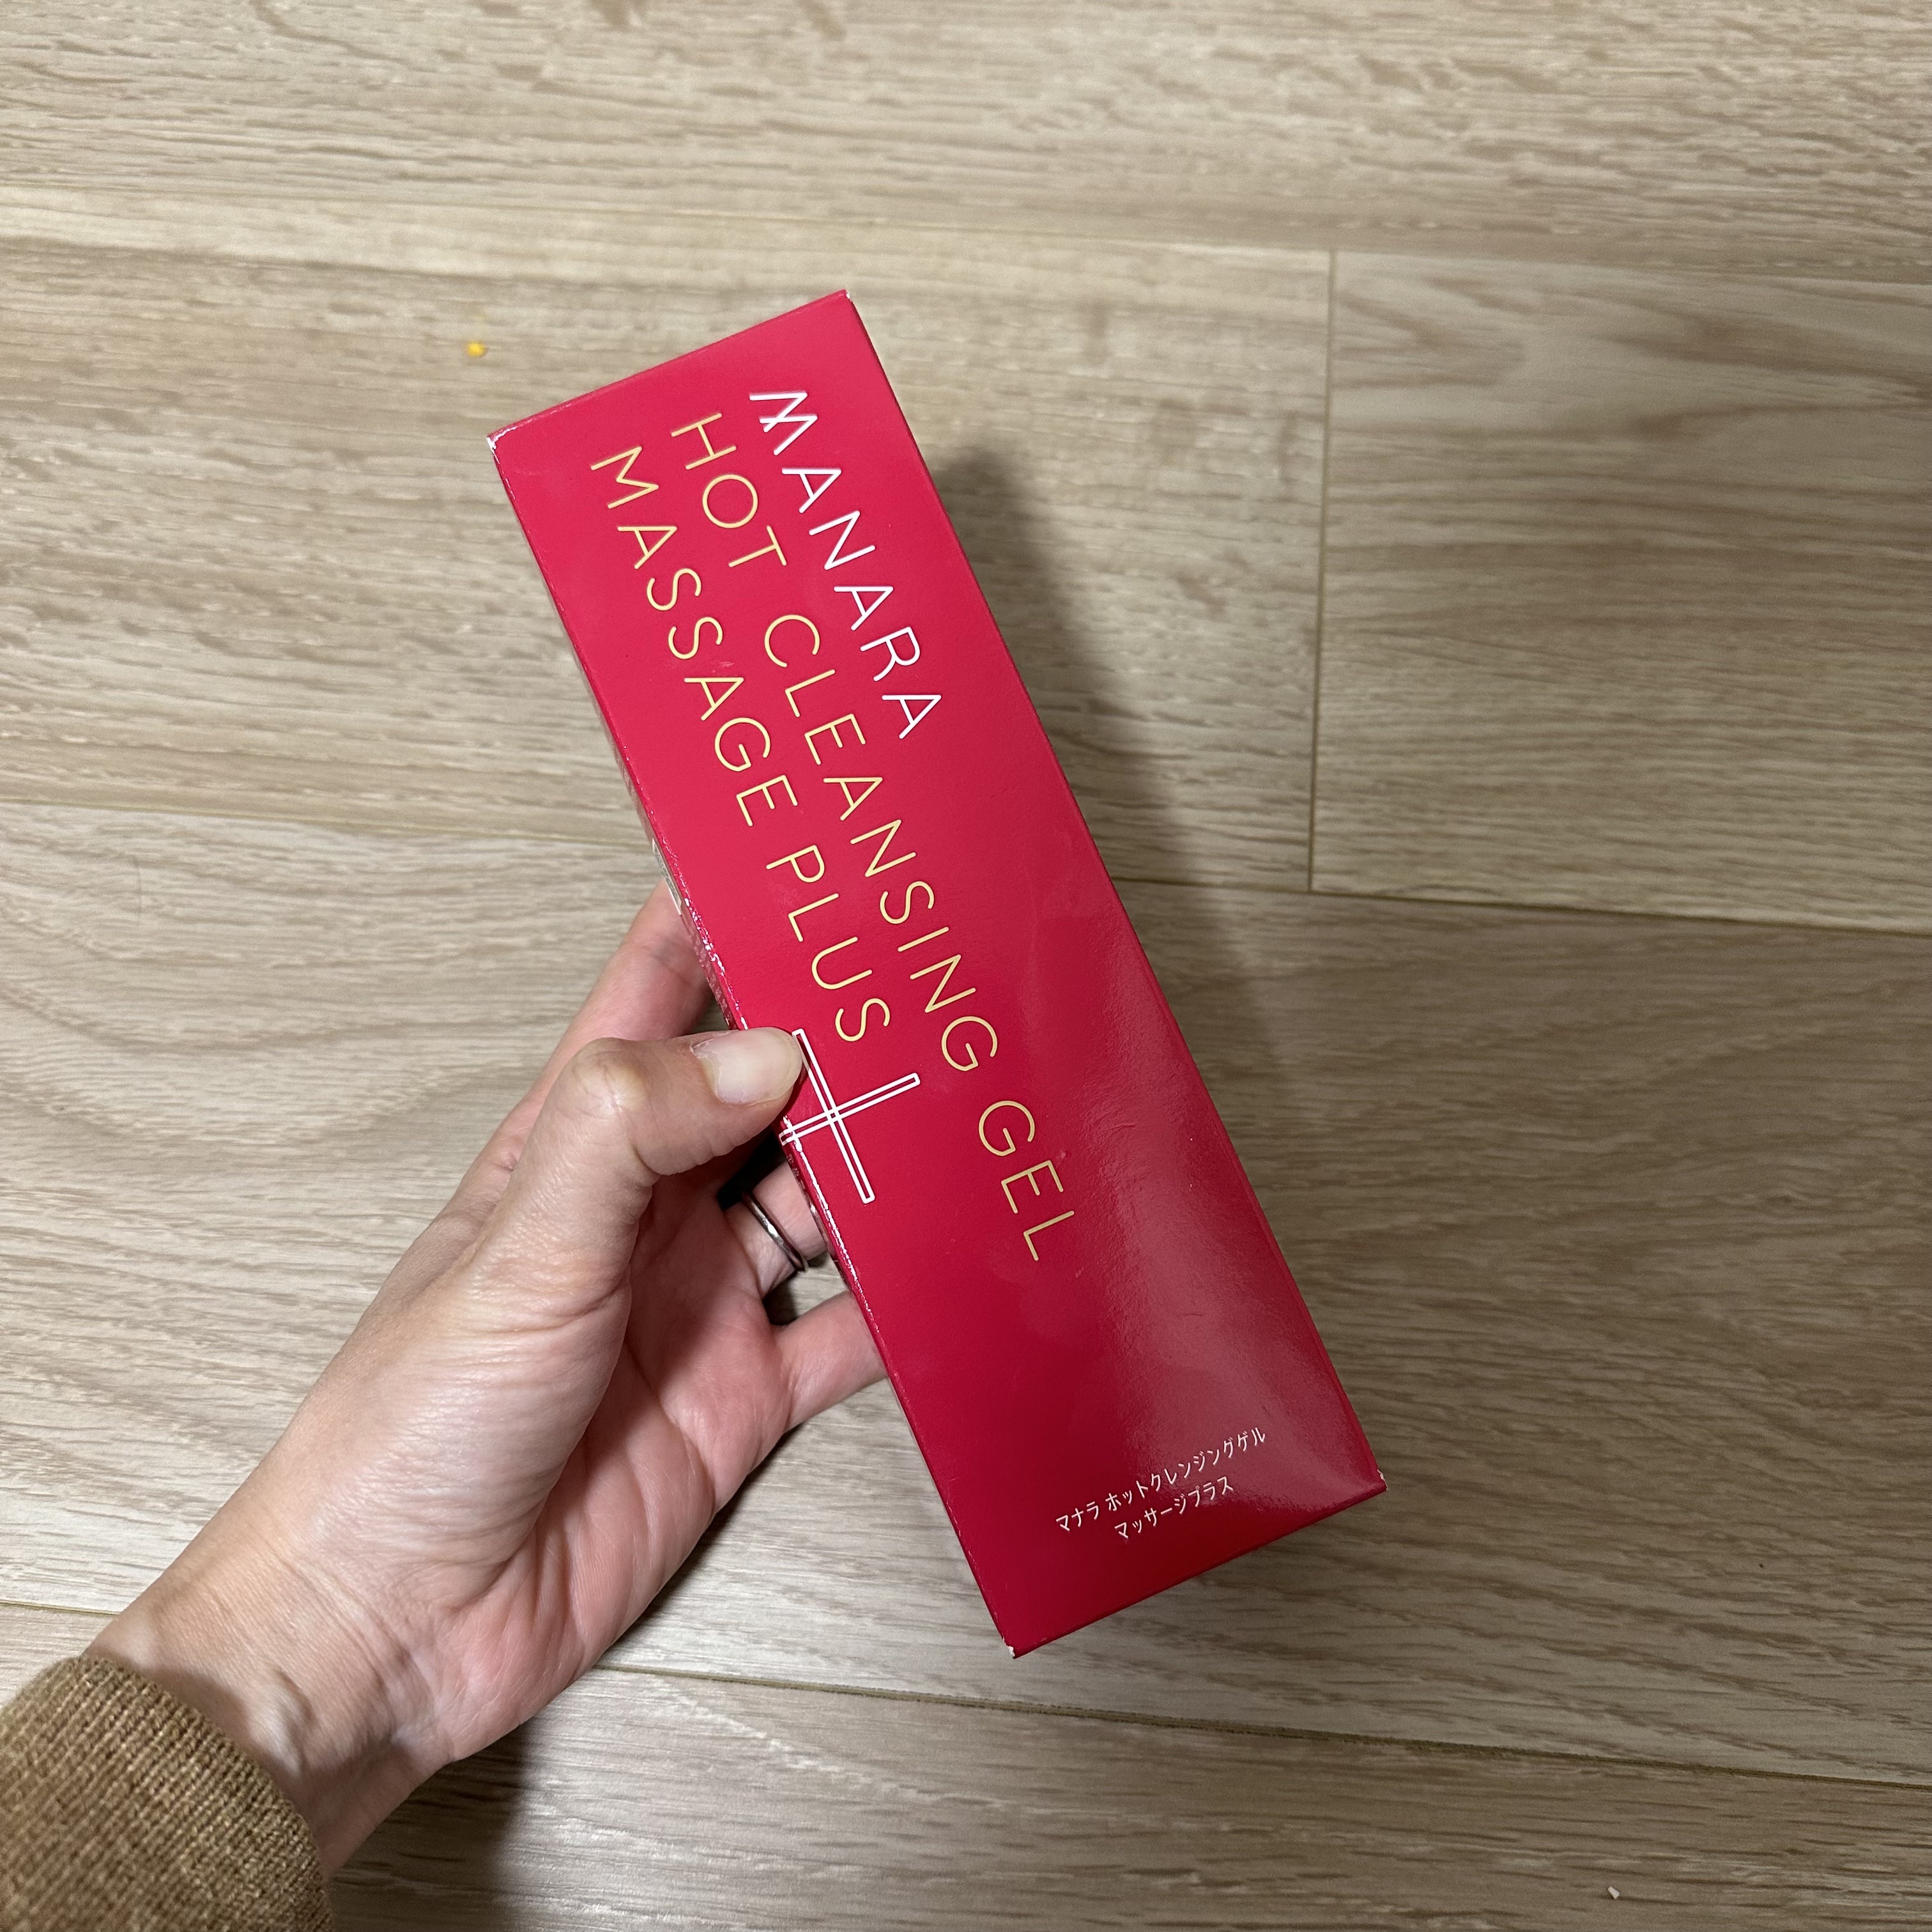 MANARA
HOT CLEANSING GEL
MASSAGE PLUS
マナラ ホットクレンジングゲル
マッサージプラス